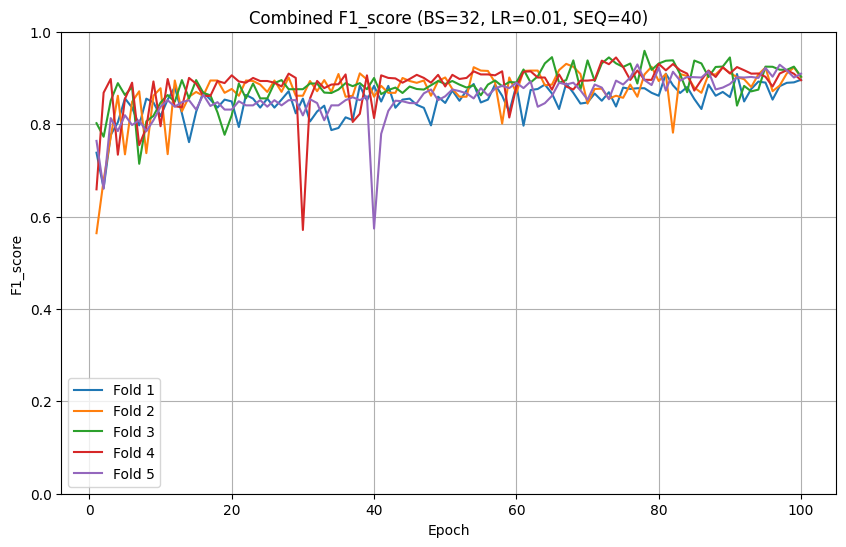 Combined F1_score (BS=32, LR=0.01, SEQ=40)
F1_score
1.0
0.8
0.6
0.4
0.2
0.0
Fold 1
Fold 2
Fold 3
Fold 4
Fold 5
0 20 40 60 80 100
Epoch